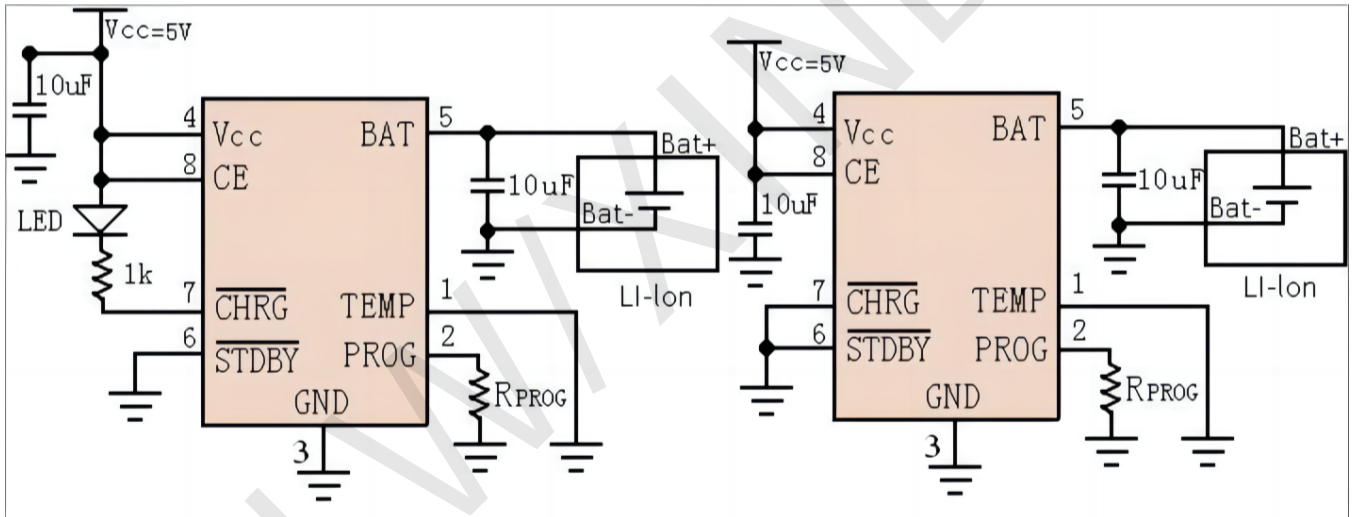 Vcc=5V
10uF
4
Vcc
BAT
5
8
CE
Bat+
10uF
Bat-
LED
LI-lon
1k
7
CHRG
TEMP
1
6
STDBY
PROG
2
RPROG
GND
3
Vcc=5V
4
Vcc
BAT
5
8
CE
Bat+
10uF
10uF
Bat-
LI-lon
7
CHRG
TEMP
1
6
STDBY
PROG
2
RPROG
GND
3